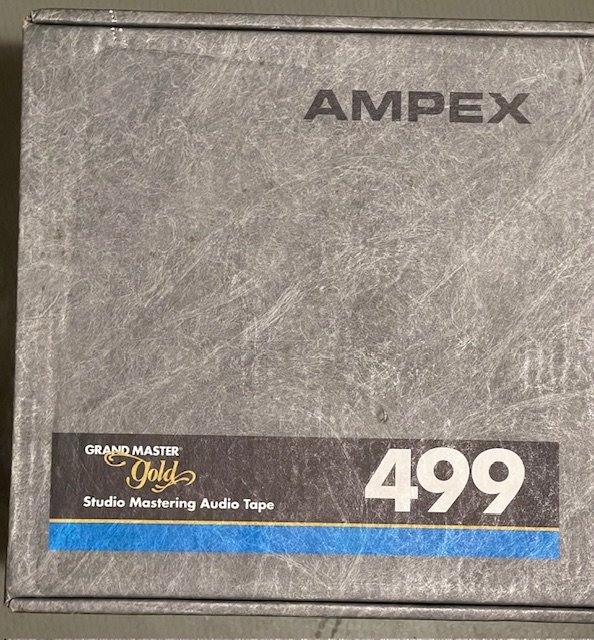 AMPEX
GRAND MASTER®
Gold
Studio Mastering Audio Tape
499